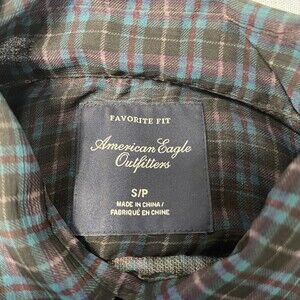 FAVORITE FIT
American Eagle
Outfitters
S/P
MADE IN CHINA/
FABRIQUÉ EN CHINE